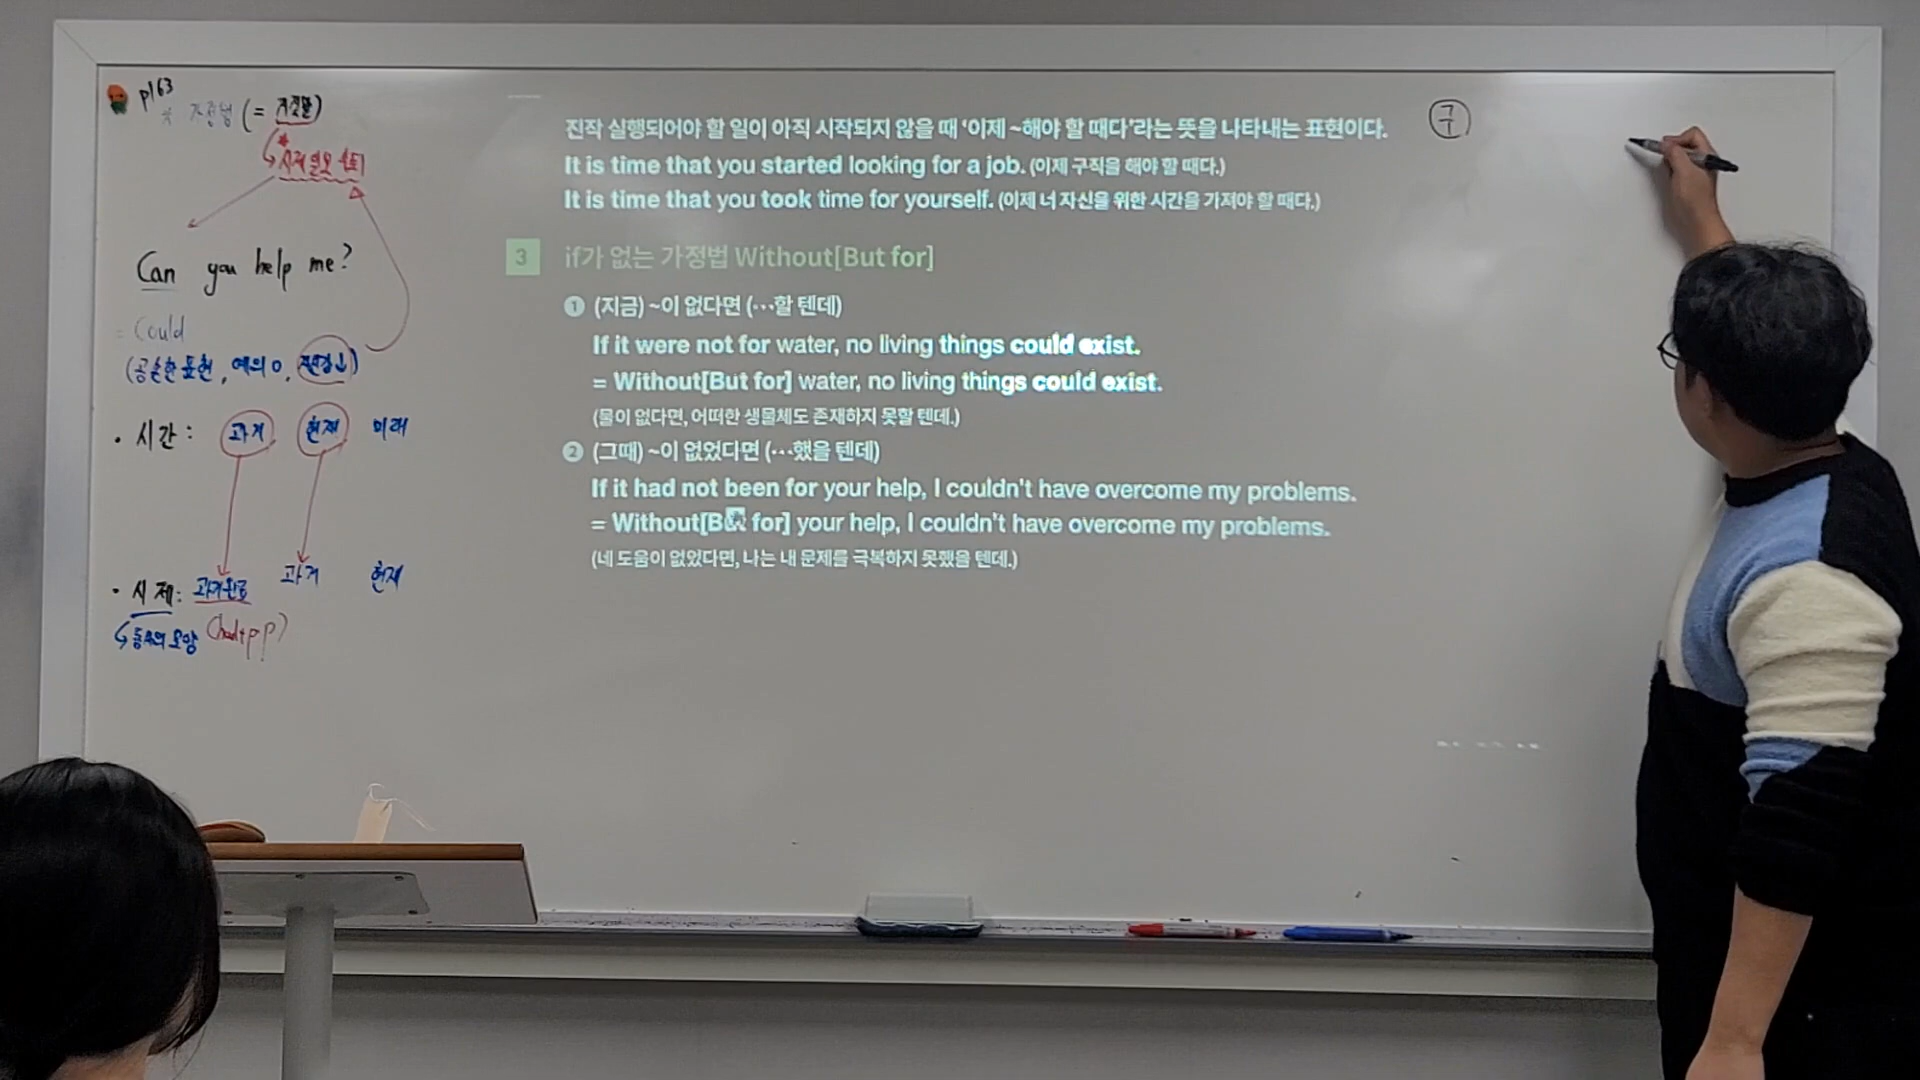 p163
* 가정법 (=
Can you help me?
= Could
(공손한 표현, 예의 o,
· 시간: 과거 현재 미래
· 시제: 과거완료 과거 현재
↳ 동사의 모양 (had+pp)
진작 실행되어야 할 일이 아직 시작되지 않을 때 ‘이제 ~해야 할 때다’라는 뜻을 나타내는 표현이다.
It is time that you started looking for a job. (이제 구직을 해야 할 때다.)
It is time that you took time for yourself. (이제 너 자신을 위한 시간을 가져야 할 때다.)
3 if가 없는 가정법 Without[But for]
❶ (지금) ~이 없다면 (…할 텐데)
If it were not for water, no living things could exist.
= Without[But for] water, no living things could exist.
(물이 없다면, 어떠한 생물체도 존재하지 못할 텐데.)
❷ (그때) ~이 없었다면 (…했을 텐데)
If it had not been for your help, I couldn't have overcome my problems.
= Without[But for] your help, I couldn't have overcome my problems.
(네 도움이 없었다면, 나는 내 문제를 극복하지 못했을 텐데.)